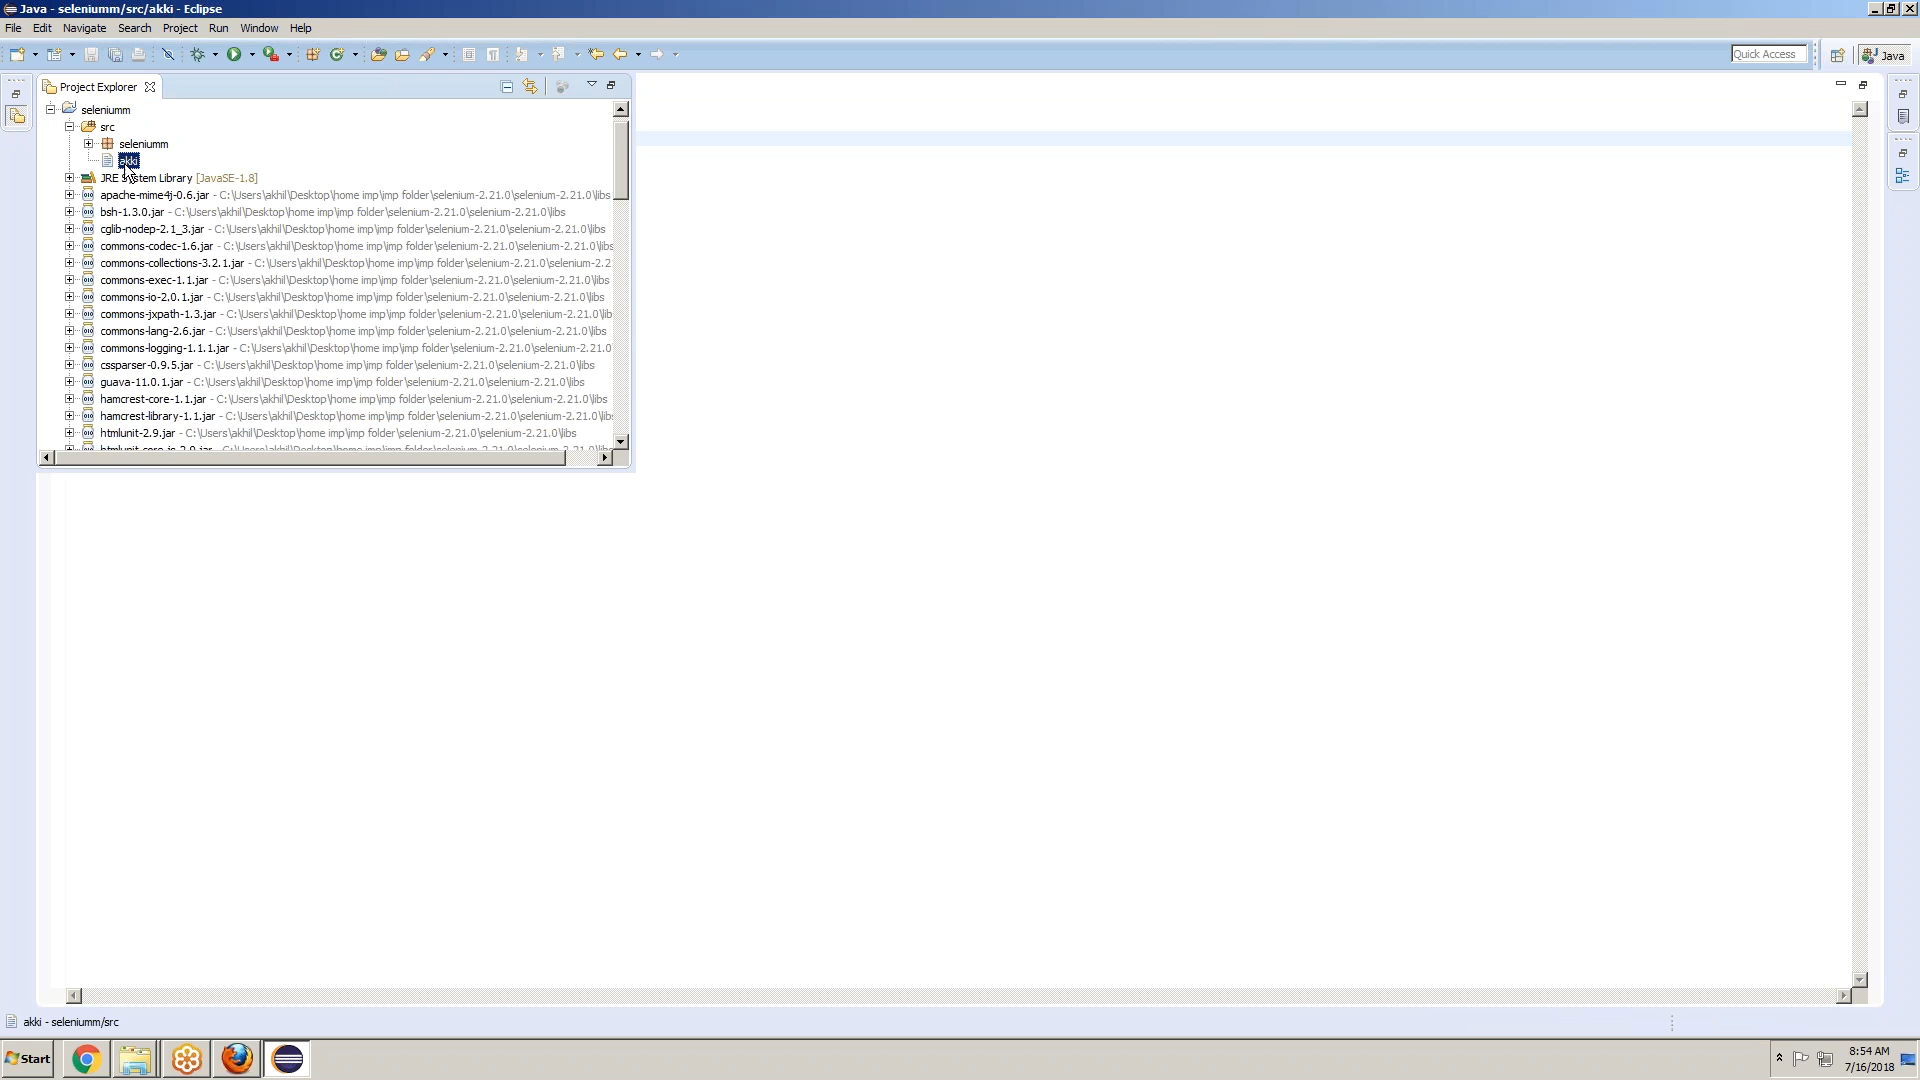 Java - seleniumm/src/akki - Eclipse
File Edit Navigate Search Project Run Window Help
Quick Access
Java
Project Explorer
seleniumm
src
seleniumm
akki
JRE System Library [JavaSE-1.8]
apache-mime4j-0.6.jar - C:\Users\akhil\Desktop\home imp\imp folder\selenium-2.21.0\selenium-2.21.0\libs
bsh-1.3.0.jar - C:\Users\akhil\Desktop\home imp\imp folder\selenium-2.21.0\selenium-2.21.0\libs
cglib-nodep-2.1_3.jar - C:\Users\akhil\Desktop\home imp\imp folder\selenium-2.21.0\selenium-2.21.0\libs
commons-codec-1.6.jar - C:\Users\akhil\Desktop\home imp\imp folder\selenium-2.21.0\selenium-2.21.0\libs
commons-collections-3.2.1.jar - C:\Users\akhil\Desktop\home imp\imp folder\selenium-2.21.0\selenium-2.2
commons-exec-1.1.jar - C:\Users\akhil\Desktop\home imp\imp folder\selenium-2.21.0\selenium-2.21.0\libs
commons-io-2.0.1.jar - C:\Users\akhil\Desktop\home imp\imp folder\selenium-2.21.0\selenium-2.21.0\libs
commons-jxpath-1.3.jar - C:\Users\akhil\Desktop\home imp\imp folder\selenium-2.21.0\selenium-2.21.0\lib
commons-lang-2.6.jar - C:\Users\akhil\Desktop\home imp\imp folder\selenium-2.21.0\selenium-2.21.0\libs
commons-logging-1.1.1.jar - C:\Users\akhil\Desktop\home imp\imp folder\selenium-2.21.0\selenium-2.21.0
cssparser-0.9.5.jar - C:\Users\akhil\Desktop\home imp\imp folder\selenium-2.21.0\selenium-2.21.0\libs
guava-11.0.1.jar - C:\Users\akhil\Desktop\home imp\imp folder\selenium-2.21.0\selenium-2.21.0\libs
hamcrest-core-1.1.jar - C:\Users\akhil\Desktop\home imp\imp folder\selenium-2.21.0\selenium-2.21.0\libs
hamcrest-library-1.1.jar - C:\Users\akhil\Desktop\home imp\imp folder\selenium-2.21.0\selenium-2.21.0\lib
htmlunit-2.9.jar - C:\Users\akhil\Desktop\home imp\imp folder\selenium-2.21.0\selenium-2.21.0\libs
akki - seleniumm/src
Start
8:54 AM
7/16/2018